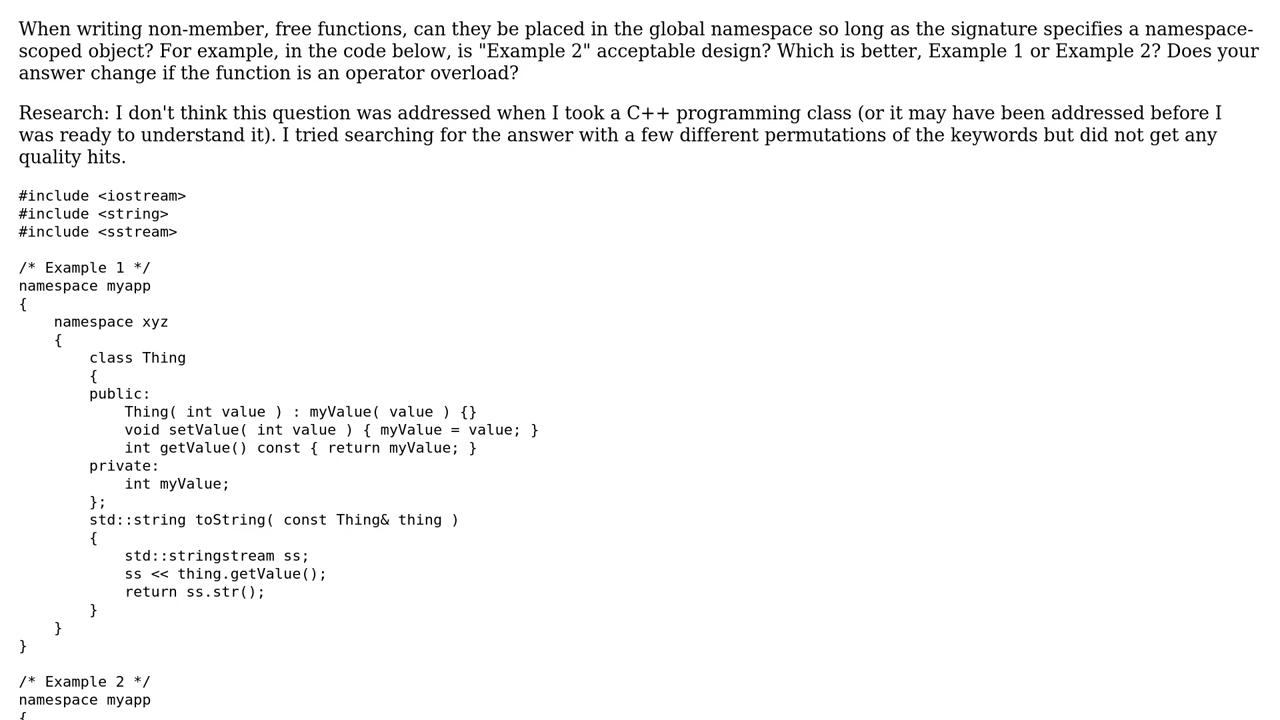 When writing non-member, free functions, can they be placed in the global namespace so long as the signature specifies a namespace-
scoped object? For example, in the code below, is "Example 2" acceptable design? Which is better, Example 1 or Example 2? Does your
answer change if the function is an operator overload?
Research: I don't think this question was addressed when I took a C++ programming class (or it may have been addressed before I
was ready to understand it). I tried searching for the answer with a few different permutations of the keywords but did not get any
quality hits.
#include <iostream>
#include <string>
#include <sstream>
/* Example 1 */
namespace myapp
{
    namespace xyz
    {
        class Thing
        {
        public:
            Thing( int value ) : myValue( value ) {}
            void setValue( int value ) { myValue = value; }
            int getValue() const { return myValue; }
        private:
            int myValue;
        };
        std::string toString( const Thing& thing )
        {
            std::stringstream ss;
            ss << thing.getValue();
            return ss.str();
        }
    }
}
/* Example 2 */
namespace myapp
{